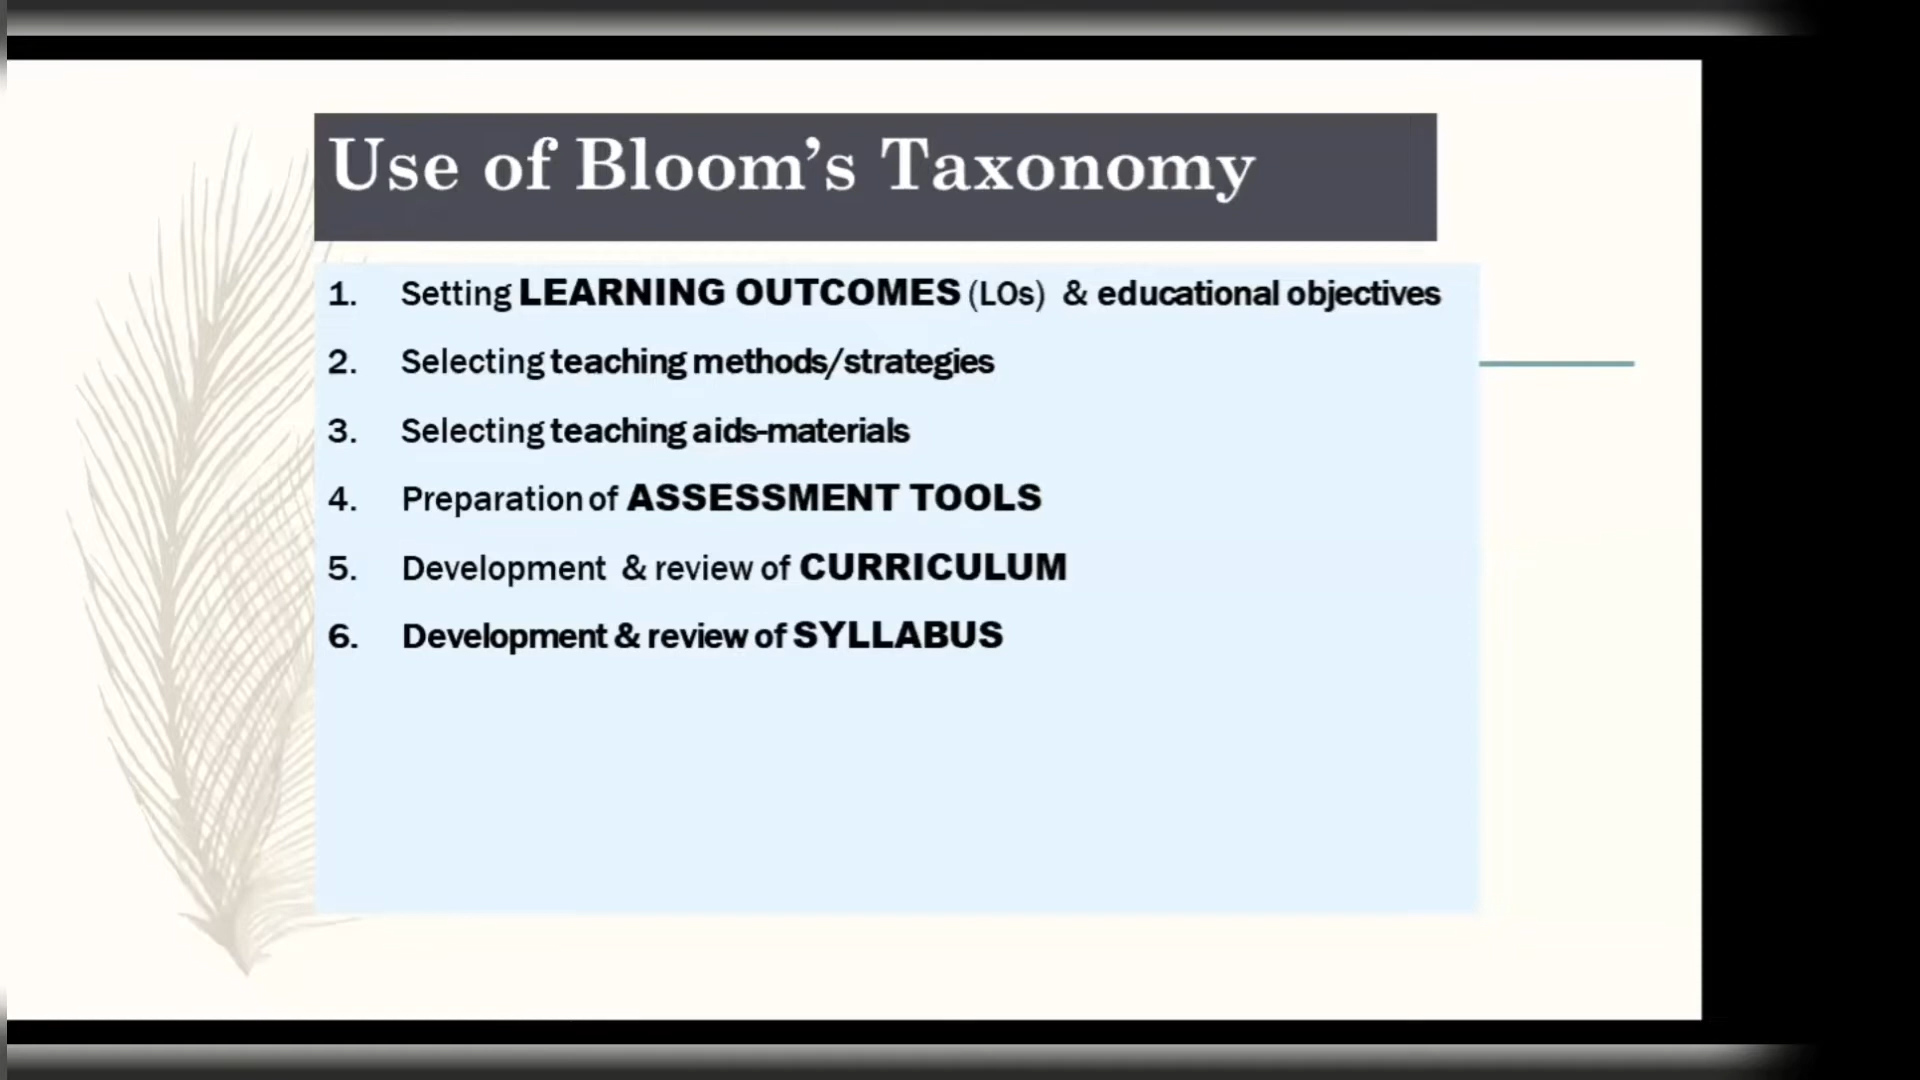 Use of Bloom’s Taxonomy
1. Setting LEARNING OUTCOMES (LOs) & educational objectives
2. Selecting teaching methods/strategies
3. Selecting teaching aids-materials
4. Preparation of ASSESSMENT TOOLS
5. Development & review of CURRICULUM
6. Development & review of SYLLABUS